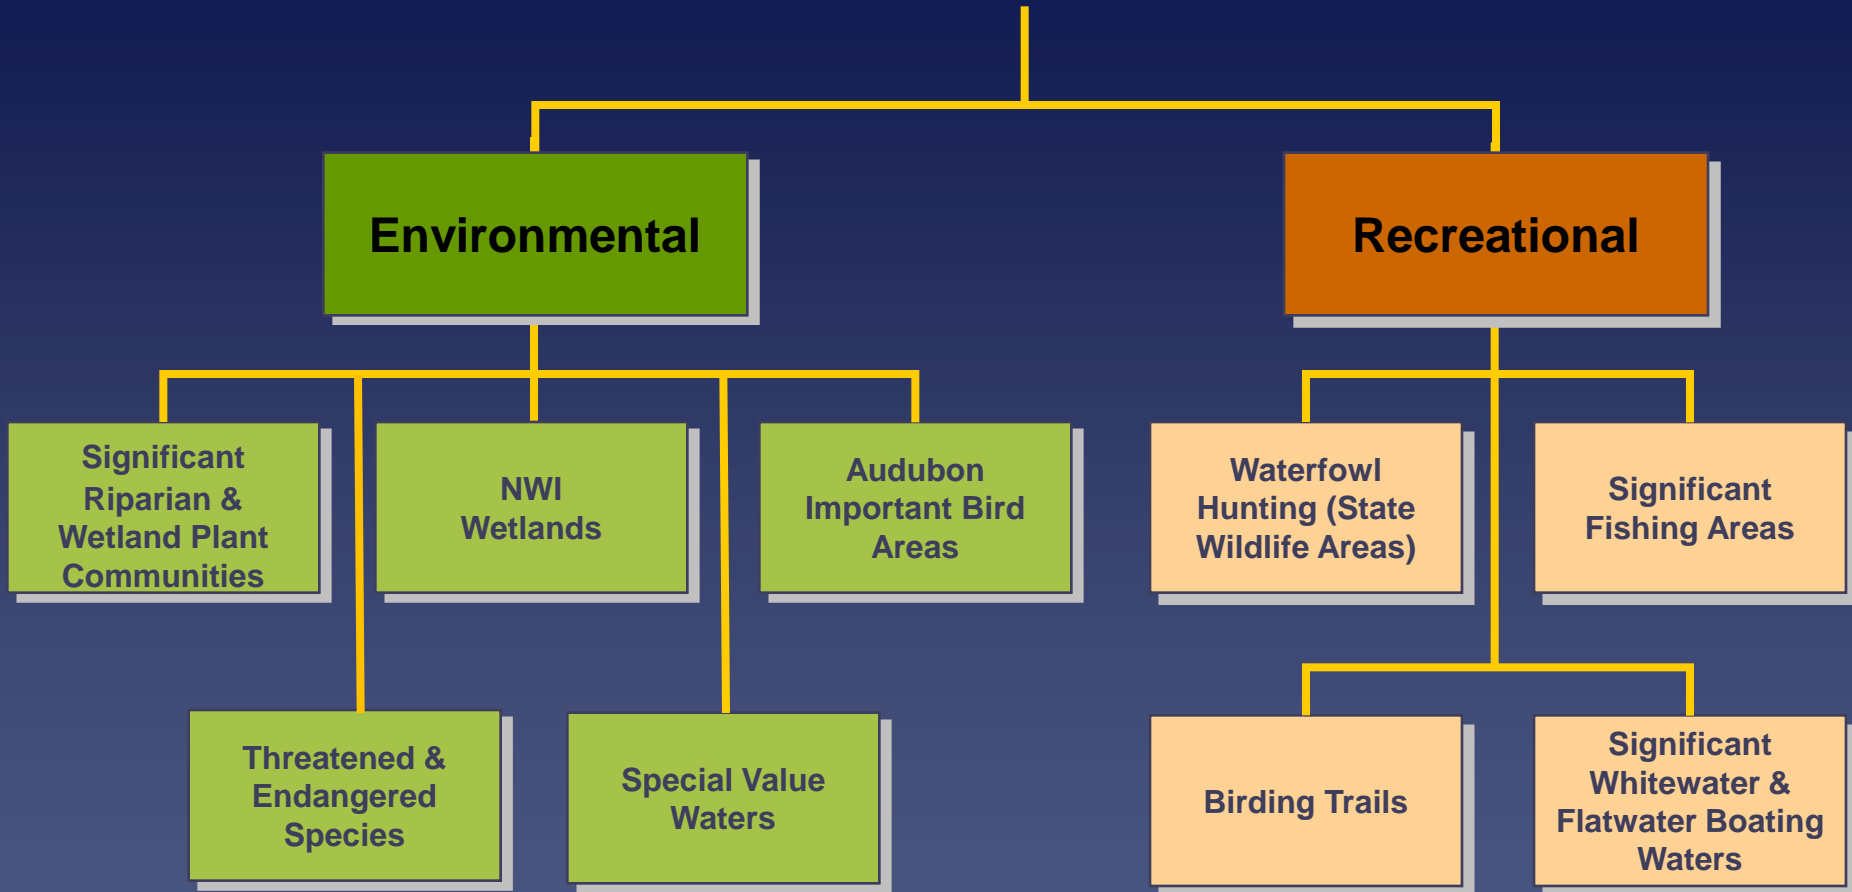 Environmental
Recreational
Significant
Riparian &
Wetland Plant
Communities
NWI
Wetlands
Audubon
Important Bird
Areas
Waterfowl
Hunting (State
Wildlife Areas)
Significant
Fishing Areas
Threatened &
Endangered
Species
Special Value
Waters
Birding Trails
Significant
Whitewater &
Flatwater Boating
Waters